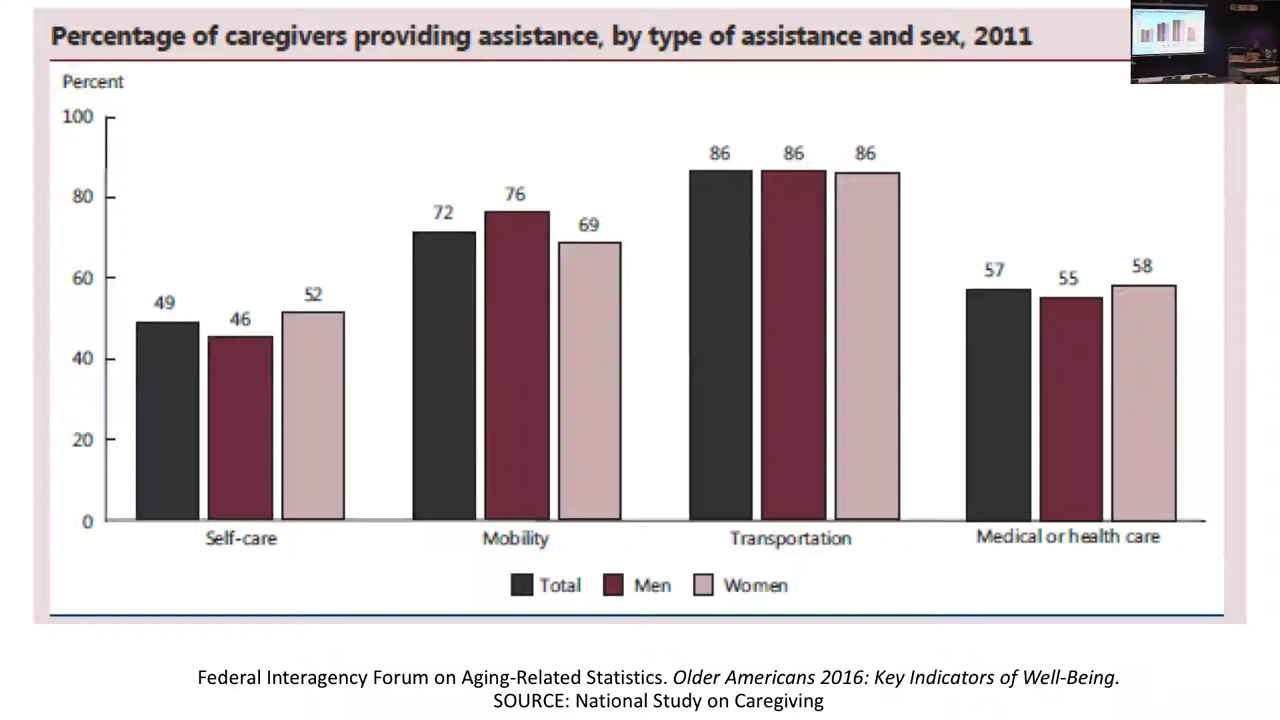 Percentage of caregivers providing assistance, by type of assistance and sex, 2011
Percent
100
80
60
40
20
0
49
46
52
72
76
69
86
86
86
57
55
58
Self-care
Mobility
Transportation
Medical or health care
Total
Men
Women
Federal Interagency Forum on Aging-Related Statistics. Older Americans 2016: Key Indicators of Well-Being.
SOURCE: National Study on Caregiving